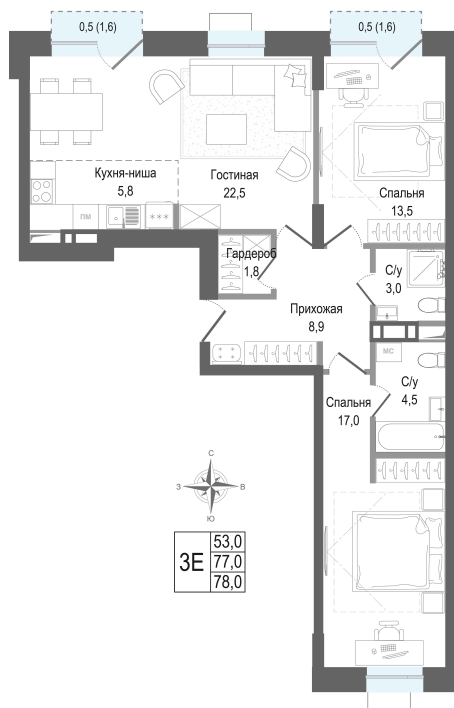 0,5 (1,6)
0,5 (1,6)
Кухня-ниша
5,8
Гостиная
22,5
Спальня
13,5
ПМ
***
Гардероб
1,8
С/у
3,0
Прихожая
8,9
МС
С/у
4,5
Спальня
17,0
С
З
В
Ю
3Е
53,0
77,0
78,0